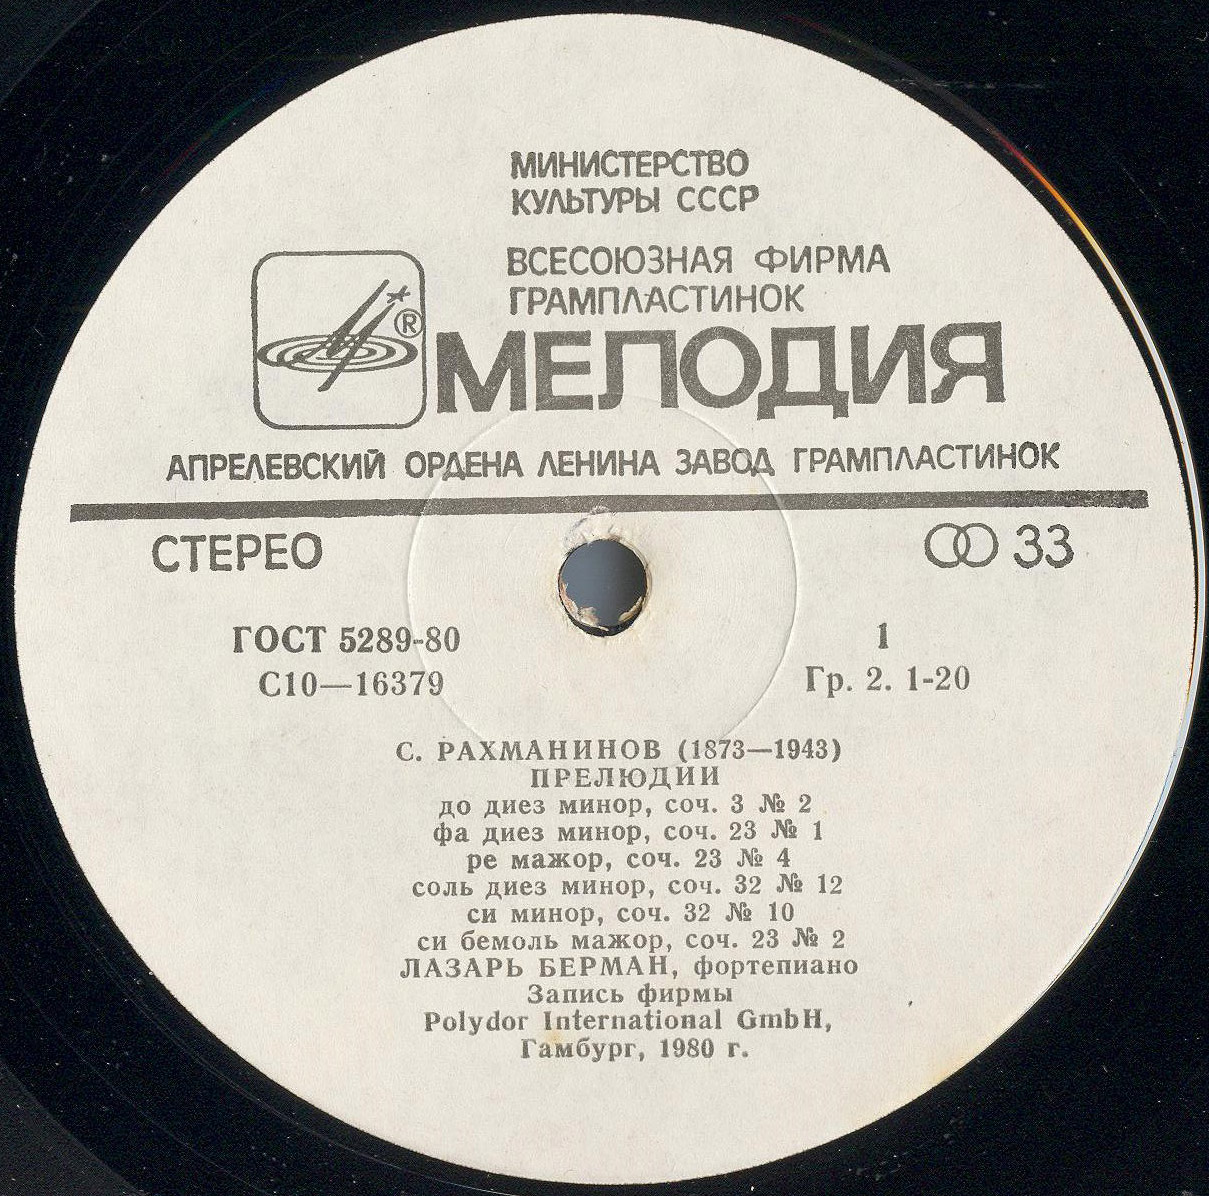 МИНИСТЕРСТВО
КУЛЬТУРЫ СССР
ВСЕСОЮЗНАЯ ФИРМА
ГРАМПЛАСТИНОК
®
МЕЛОДИЯ
АПРЕЛЕВСКИЙ ОРДЕНА ЛЕНИНА ЗАВОД ГРАМПЛАСТИНОК
СТЕРЕО
33
ГОСТ 5289-80
1
С10—16379
Гр. 2. 1-20
С. РАХМАНИНОВ (1873—1943)
ПРЕЛЮДИИ
до диез минор, соч. 3 № 2
фа диез минор, соч. 23 № 1
ре мажор, соч. 23 № 4
соль диез минор, соч. 32 № 12
си минор, соч. 32 № 10
си бемоль мажор, соч. 23 № 2
ЛАЗАРЬ БЕРМАН, фортепиано
Запись фирмы
Polydor International GmbH,
Гамбург, 1980 г.